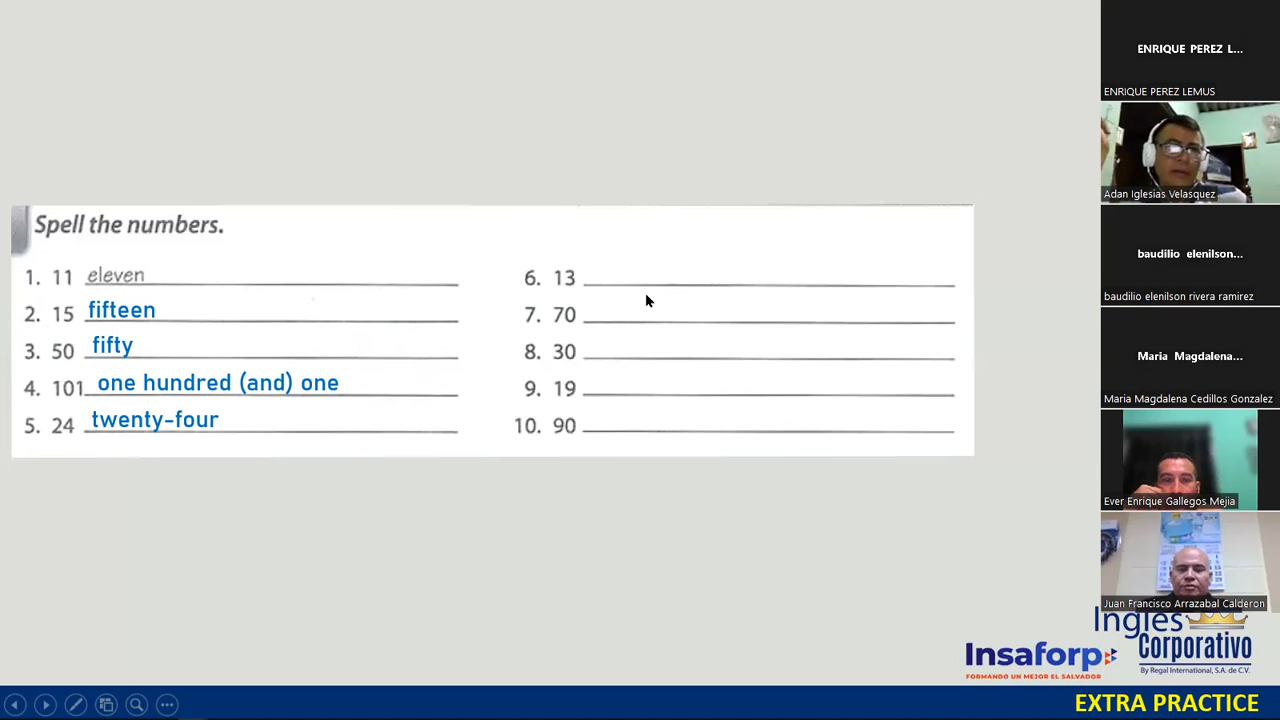 Spell the numbers.
1. 11 eleven
2. 15 fifteen
3. 50 fifty
4. 101 one hundred (and) one
5. 24 twenty-four
6. 13
7. 70
8. 30
9. 19
10. 90
ENRIQUE PEREZ L...
ENRIQUE PEREZ LEMUS
Adan Iglesias Velasquez
baudilio elenilson...
baudilio elenilson rivera ramirez
Maria Magdalena...
Maria Magdalena Cedillos Gonzalez
Ever Enrique Gallegos Mejia
Juan Francisco Arrazabal Calderon
Insaforp
FORMANDO UN MEJOR EL SALVADOR
Ingles
Corporativo
By Regal International, S.A. de C.V.
EXTRA PRACTICE